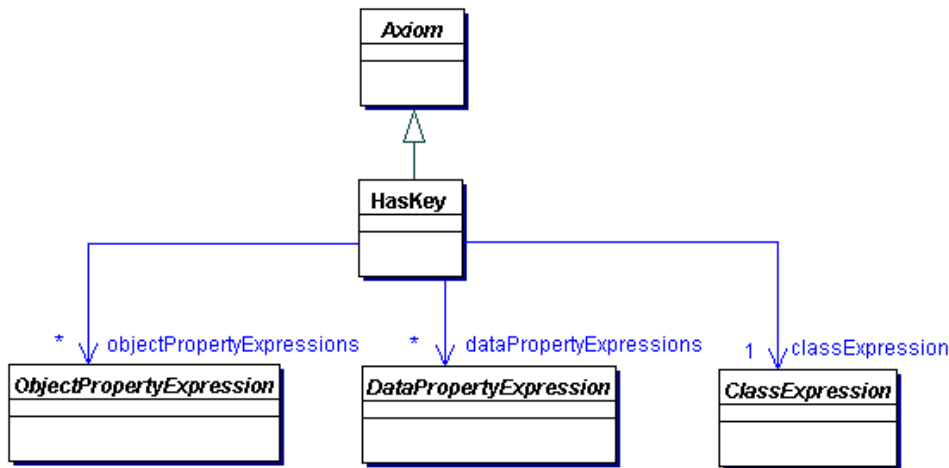 Axiom
HasKey
* objectPropertyExpressions
* dataPropertyExpressions
1 classExpression
ObjectPropertyExpression
DataPropertyExpression
ClassExpression